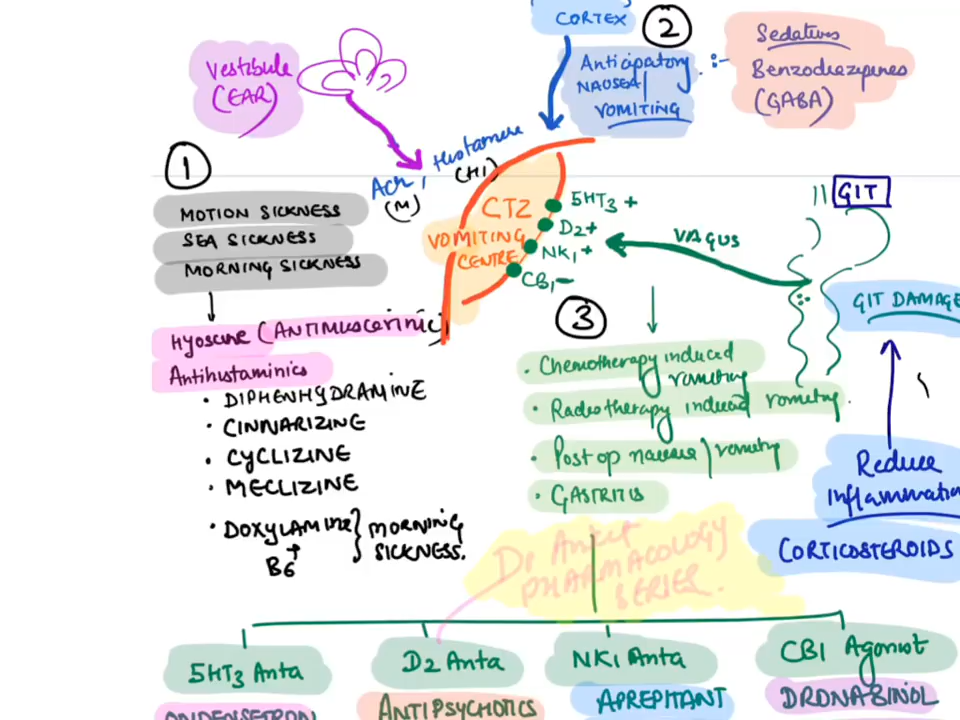 CORTEX
2
Sedatives
Benzodiazepines
(GABA)
Anticipatory
NAUSEA/
VOMITING
Vestibule
(EAR)
1
Ach, Histamine
(M)
(H1)
MOTION SICKNESS
SEA SICKNESS
MORNING SICKNESS
CTZ
VOMITING
CENTRE
5HT3 +
D2+
NK1+
CB1-
VAGUS
GIT
GIT DAMAGE
3
Hyoscine (ANTIMUSCARINIC)
Antihistaminics
• DIPHENHYDRAMINE
• CINNARIZINE
• CYCLIZINE
• MECLIZINE
• DOXYLAMINE
+
B6
MORNING
SICKNESS.
• Chemotherapy induced
vomiting
• Radiotherapy induced vomiting.
• Post op nausea/vomiting
• GASTRITIS
Reduce
inflammation
CORTICOSTEROIDS
PHARMACOLOGY
SERIES.
5HT3 Anta
D2 Anta
NK1 Anta
CB1 Agonist
ONDENSETRON
ANTIPSYCHOTICS
APREPITANT
DRONABINOL